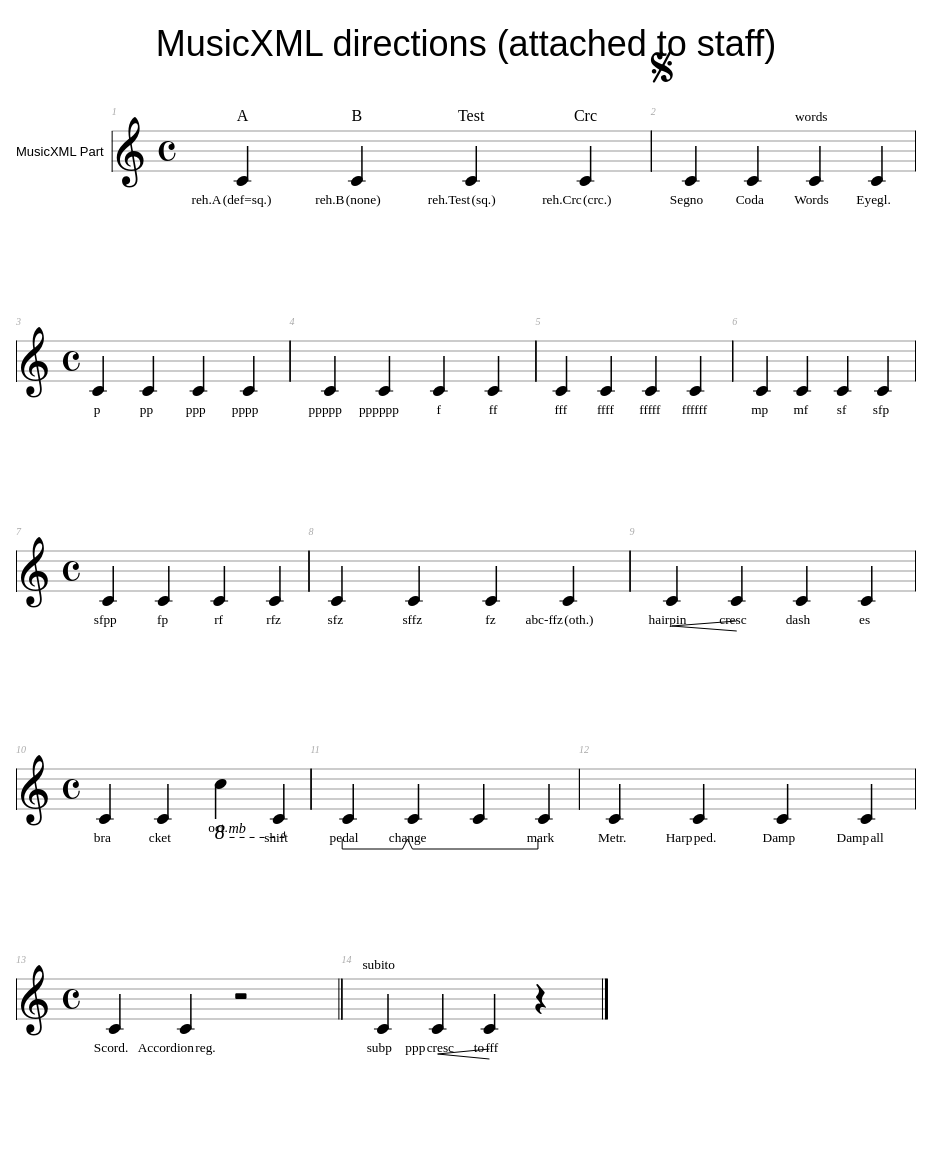 MusicXML directions (attached to staff)
1 A B Test Crc 2 words
MusicXML Part
reh.A (def=sq.) reh.B (none) reh.Test (sq.) reh.Crc (crc.) Segno Coda Words Eyegl.
3 4 5 6
p pp ppp pppp ppppp pppppp f ff fff ffff fffff ffffff mp mf sf sfp
7 8 9
sfpp fp rf rfz sfz sffz fz abc-ffz (oth.) hairpin cresc dash es
10 11 12
8 mb
bra cket oct. shift pedal change mark Metr. Harp ped. Damp Damp all
13 14 subito
Scord. Accordion reg. subp ppp cresc to fff